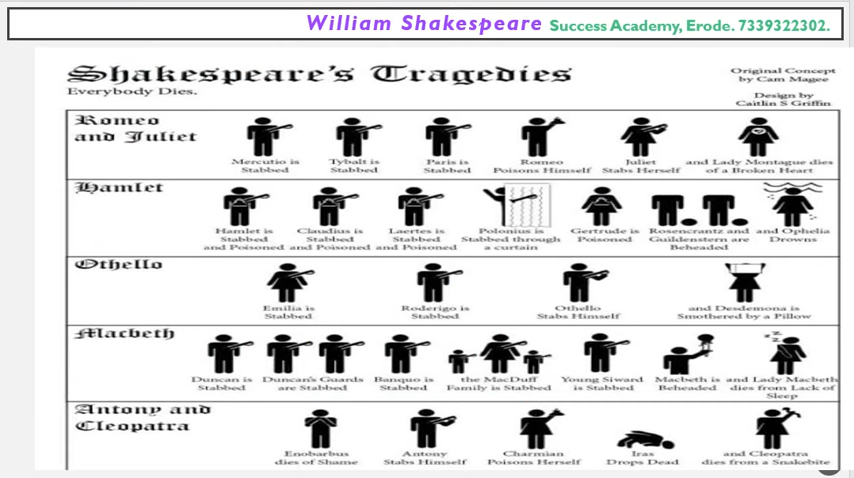 William Shakespeare Success Academy, Erode. 7339322302.
Shakespeare's Tragedies
Everybody Dies.
Original Concept
by Cam Magee
Design by
Caitlin S Griffin
Romeo
and Juliet
Mercutio is
Stabbed
Tybalt is
Stabbed
Paris is
Stabbed
Romeo
Poisons Himself
Juliet
Stabs Herself
and Lady Montague dies
of a Broken Heart
Hamlet
Hamlet is
Stabbed
and Poisoned
Claudius is
Stabbed
and Poisoned
Laertes is
Stabbed
and Poisoned
Polonius is
Stabbed through
a curtain
Gertrude is
Poisoned
Rosencrantz and
Guildenstern are
Beheaded
and Ophelia
Drowns
Othello
Emilia is
Stabbed
Roderigo is
Stabbed
Othello
Stabs Himself
and Desdemona is
Smothered by a Pillow
Macbeth
Duncan is
Stabbed
Duncan's Guards
are Stabbed
Banquo is
Stabbed
the MacDuff
Family is Stabbed
Young Siward
is Stabbed
Macbeth is
Beheaded
z z
z
and Lady Macbeth
dies from Lack of
Sleep
Antony and
Cleopatra
Enobarbus
dies of Shame
Antony
Stabs Himself
Charmian
Poisons Herself
Iras
Drops Dead
and Cleopatra
dies from a Snakebite